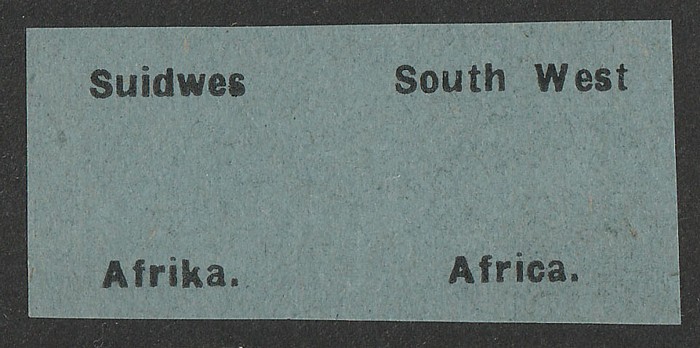 Suidwes
Afrika.
South West
Africa.